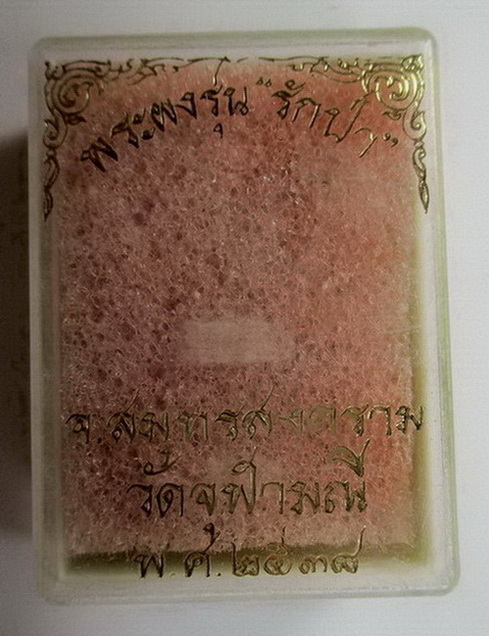 พระผงรุ่น "รักป่า"
จ.สมุทรสงคราม
วัดจุฬามณี
พ.ศ.๒๕๓๘